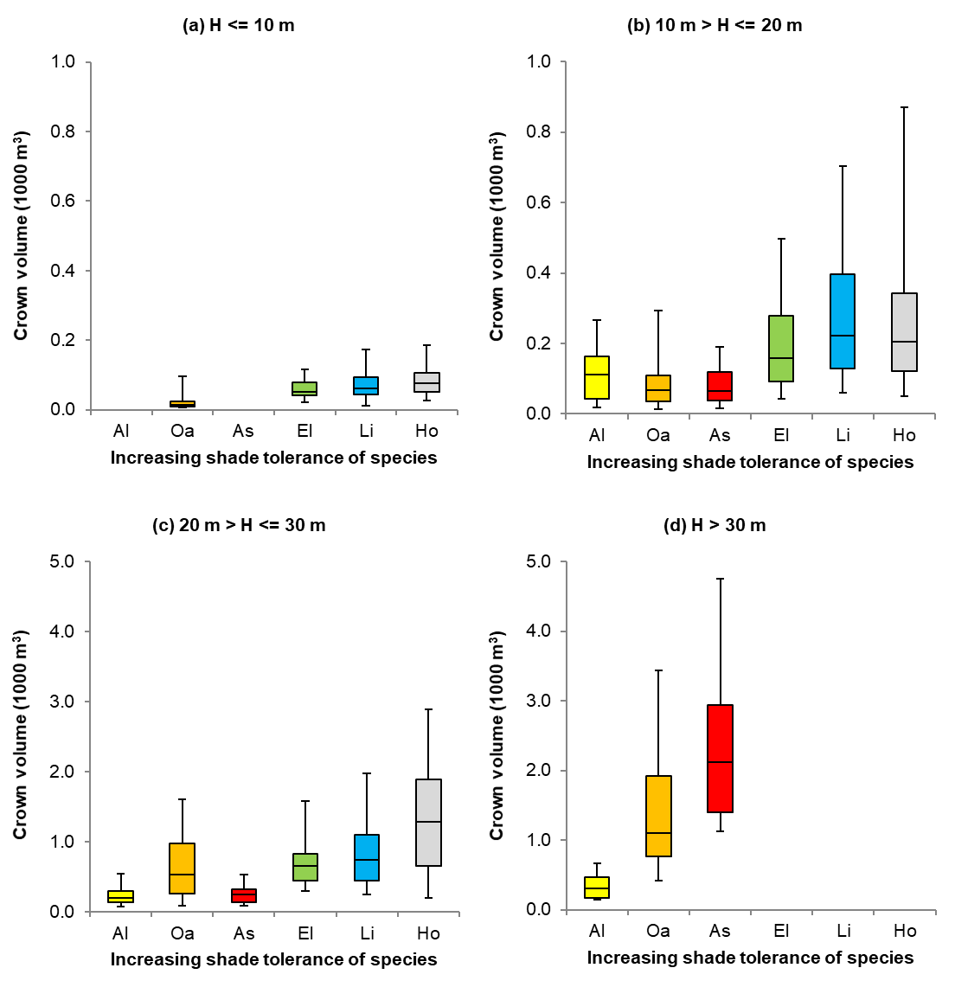 (a) H <= 10 m
Crown volume (1000 m³)
1.0
0.8
0.6
0.4
0.2
0.0
Al Oa As El Li Ho
Increasing shade tolerance of species
(b) 10 m > H <= 20 m
Crown volume (1000 m³)
1.0
0.8
0.6
0.4
0.2
0.0
Al Oa As El Li Ho
Increasing shade tolerance of species
(c) 20 m > H <= 30 m
Crown volume (1000 m³)
5.0
4.0
3.0
2.0
1.0
0.0
Al Oa As El Li Ho
Increasing shade tolerance of species
(d) H > 30 m
Crown volume (1000 m³)
5.0
4.0
3.0
2.0
1.0
0.0
Al Oa As El Li Ho
Increasing shade tolerance of species